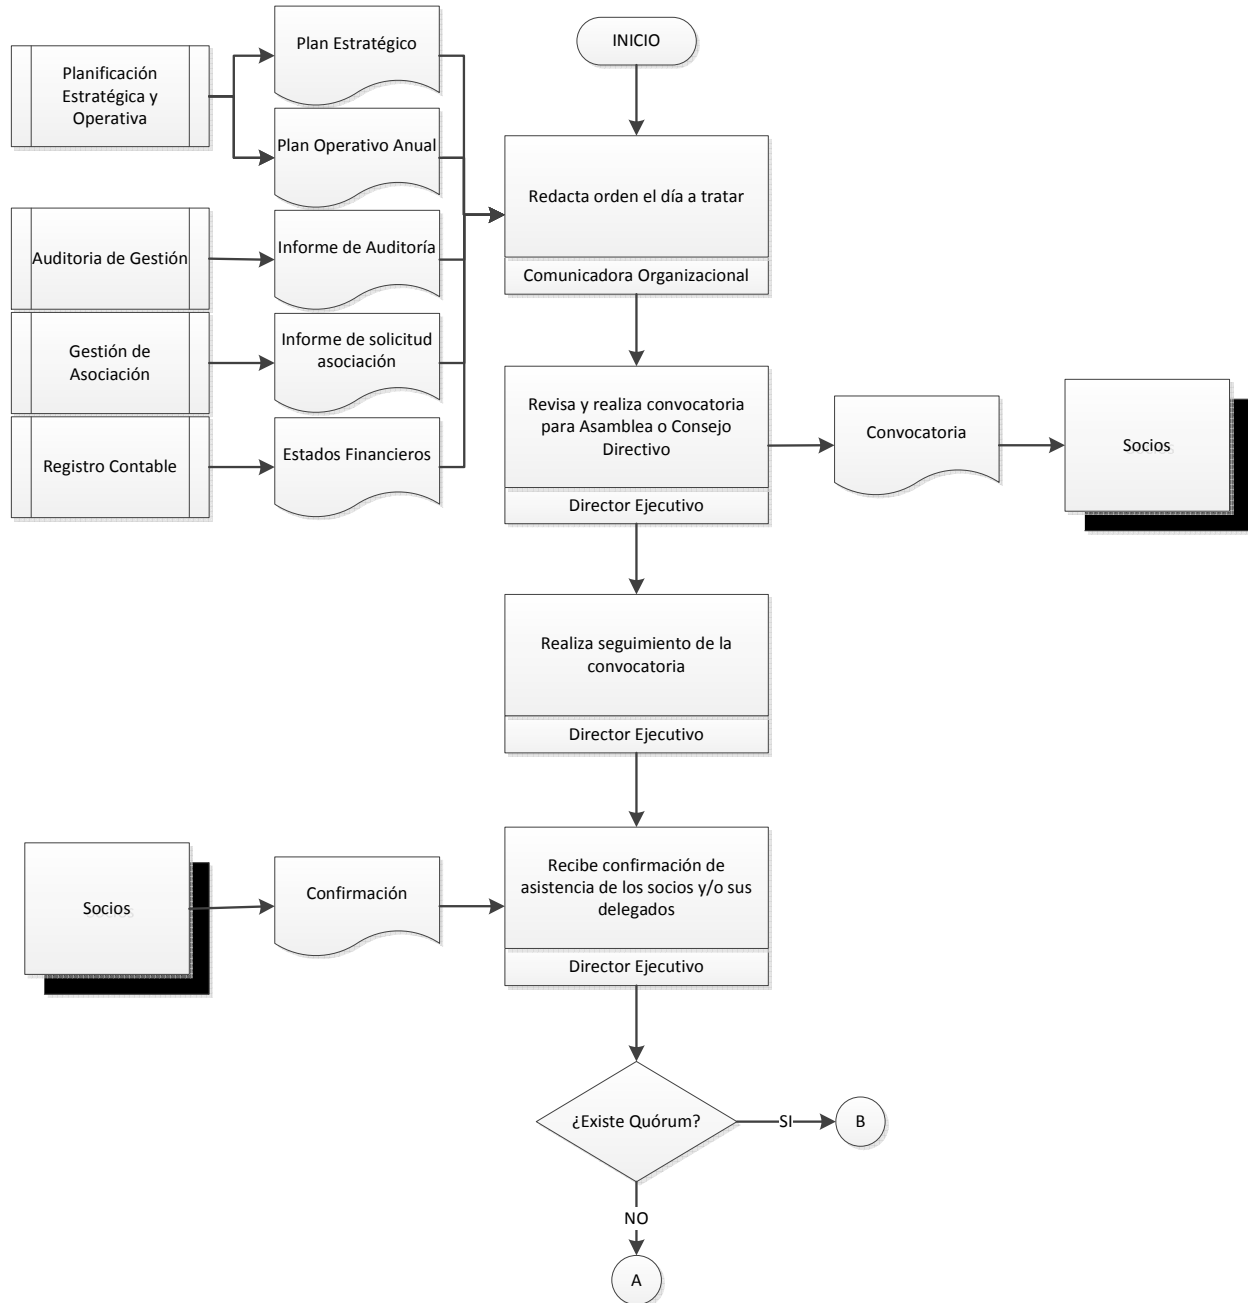 Plan Estratégico
INICIO
Planificación
Estratégica y
Operativa
Plan Operativo Anual
Redacta orden el día a tratar
Comunicadora Organizacional
Auditoria de Gestión
Informe de Auditoría
Gestión de
Asociación
Informe de solicitud
asociación
Registro Contable
Estados Financieros
Revisa y realiza convocatoria
para Asamblea o Consejo
Directivo
Director Ejecutivo
Convocatoria
Socios
Realiza seguimiento de la
convocatoria
Director Ejecutivo
Socios
Confirmación
Recibe confirmación de
asistencia de los socios y/o sus
delegados
Director Ejecutivo
¿Existe Quórum?
SI
B
NO
A